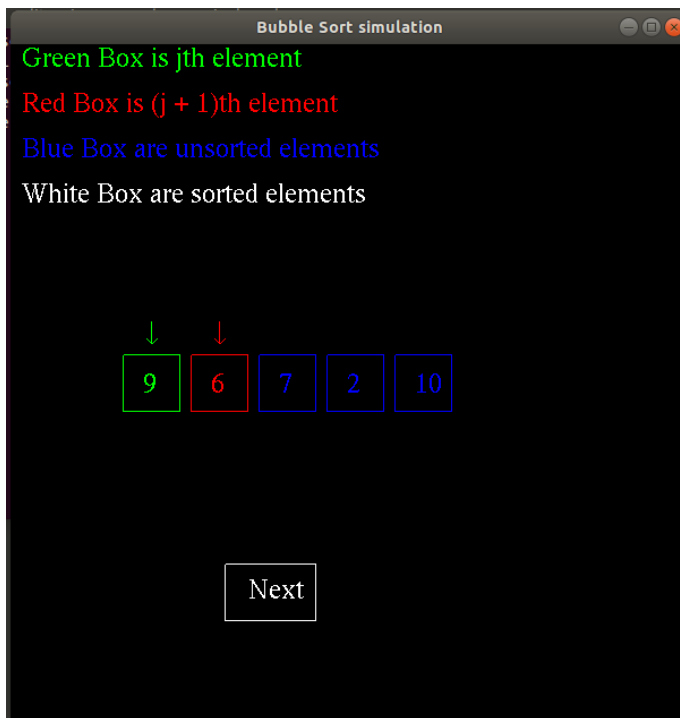 Bubble Sort simulation
Green Box is jth element
Red Box is (j + 1)th element
Blue Box are unsorted elements
White Box are sorted elements
↓ ↓
9 6 7 2 10
Next